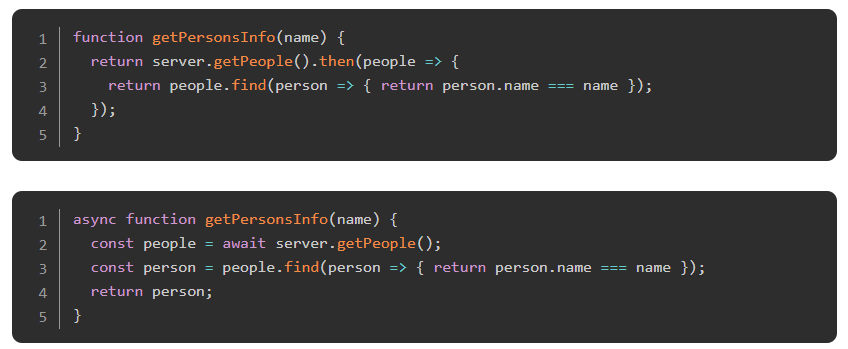 1 function getPersonsInfo(name) {
2   return server.getPeople().then(people => {
3     return people.find(person => { return person.name === name });
4   });
5 }
1 async function getPersonsInfo(name) {
2   const people = await server.getPeople();
3   const person = people.find(person => { return person.name === name });
4   return person;
5 }